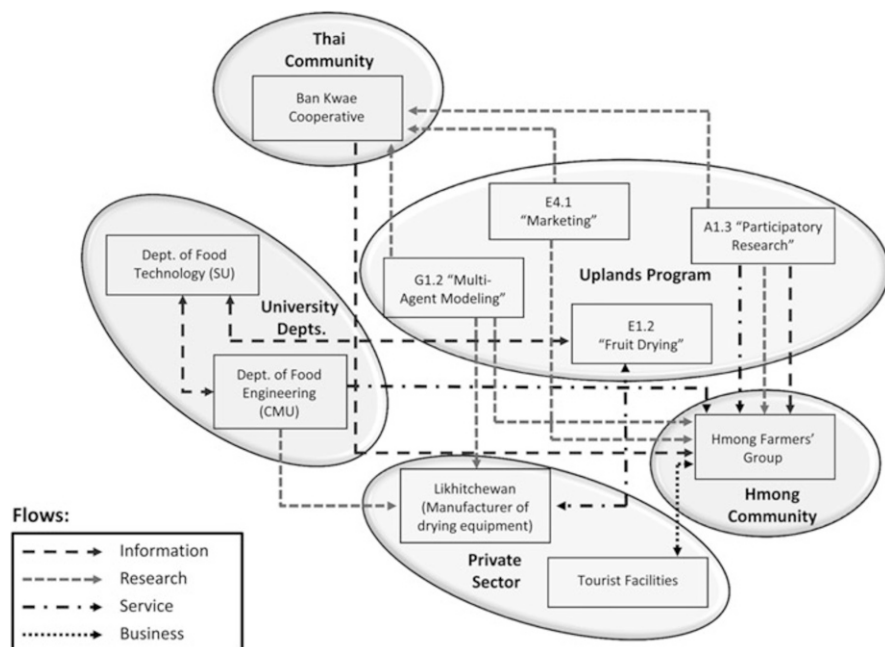 Thai
Community
Ban Kwae
Cooperative
E4.1
"Marketing"
A1.3 "Participatory
Research"
Dept. of Food
Technology (SU)
G1.2 "Multi-
Agent Modeling"
Uplands Program
University
Depts.
E1.2
"Fruit Drying"
Dept. of Food
Engineering
(CMU)
Hmong Farmers'
Group
Likhitchewan
(Manufacturer of
drying equipment)
Hmong
Community
Private
Sector
Tourist Facilities
Flows:
Information
Research
Service
Business